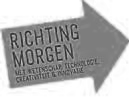 RICHTING
MORGEN
MET WETENSCHAP, TECHNOLOGIE,
CREATIVITEIT & INNOVATIE